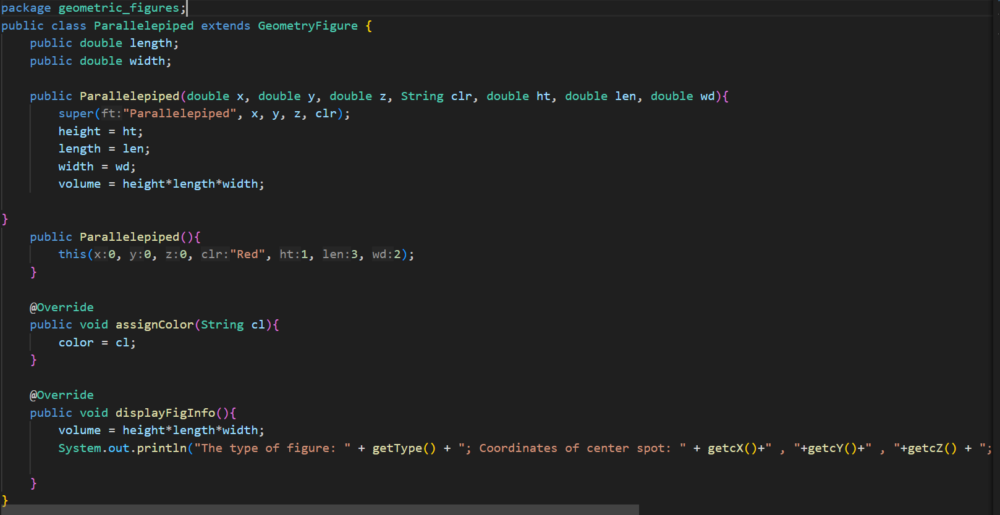 package geometric_figures;
public class Parallelepiped extends GeometryFigure {
    public double length;
    public double width;

    public Parallelepiped(double x, double y, double z, String clr, double ht, double len, double wd){
        super(ft:"Parallelepiped", x, y, z, clr);
        height = ht;
        length = len;
        width = wd;
        volume = height*length*width;

}
    public Parallelepiped(){
        this(x:0, y:0, z:0, clr:"Red", ht:1, len:3, wd:2);
    }

    @Override
    public void assignColor(String cl){
        color = cl;
    }

    @Override
    public void displayFigInfo(){
        volume = height*length*width;
        System.out.println("The type of figure: " + getType() + "; Coordinates of center spot: " + getcX()+" , "+getcY()+" , "+getcZ() + ";

    }
}